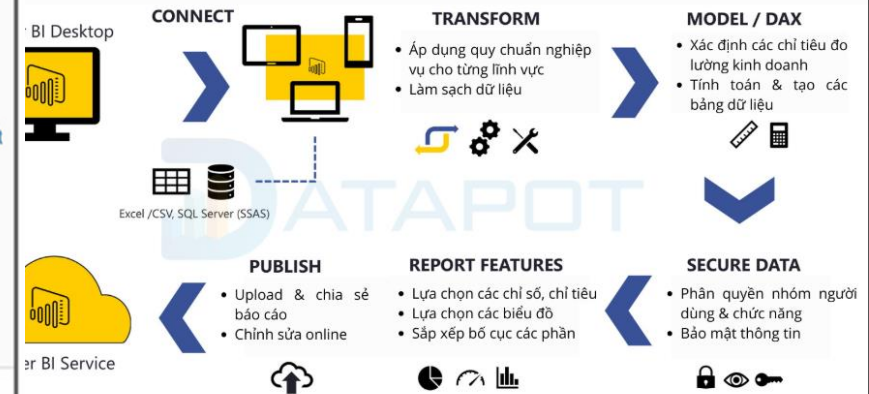 BI Desktop
CONNECT
Excel /CSV, SQL Server (SSAS)
TRANSFORM
• Áp dụng quy chuẩn nghiệp
vụ cho từng lĩnh vực
• Làm sạch dữ liệu
MODEL / DAX
• Xác định các chỉ tiêu đo
lường kinh doanh
• Tính toán & tạo các
bảng dữ liệu
DATAPOT
SECURE DATA
• Phân quyền nhóm người
dùng & chức năng
• Bảo mật thông tin
REPORT FEATURES
• Lựa chọn các chỉ số, chỉ tiêu
• Lựa chọn các biểu đồ
• Sắp xếp bố cục các phần
PUBLISH
• Upload & chia sẻ
báo cáo
• Chỉnh sửa online
BI Service